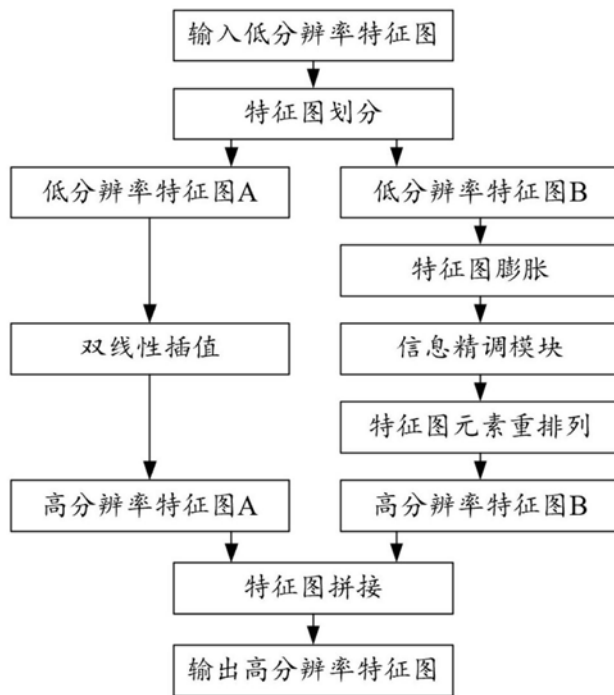 输入低分辨率特征图
特征图划分
低分辨率特征图A
低分辨率特征图B
特征图膨胀
双线性插值
信息精调模块
特征图元素重排列
高分辨率特征图A
高分辨率特征图B
特征图拼接
输出高分辨率特征图